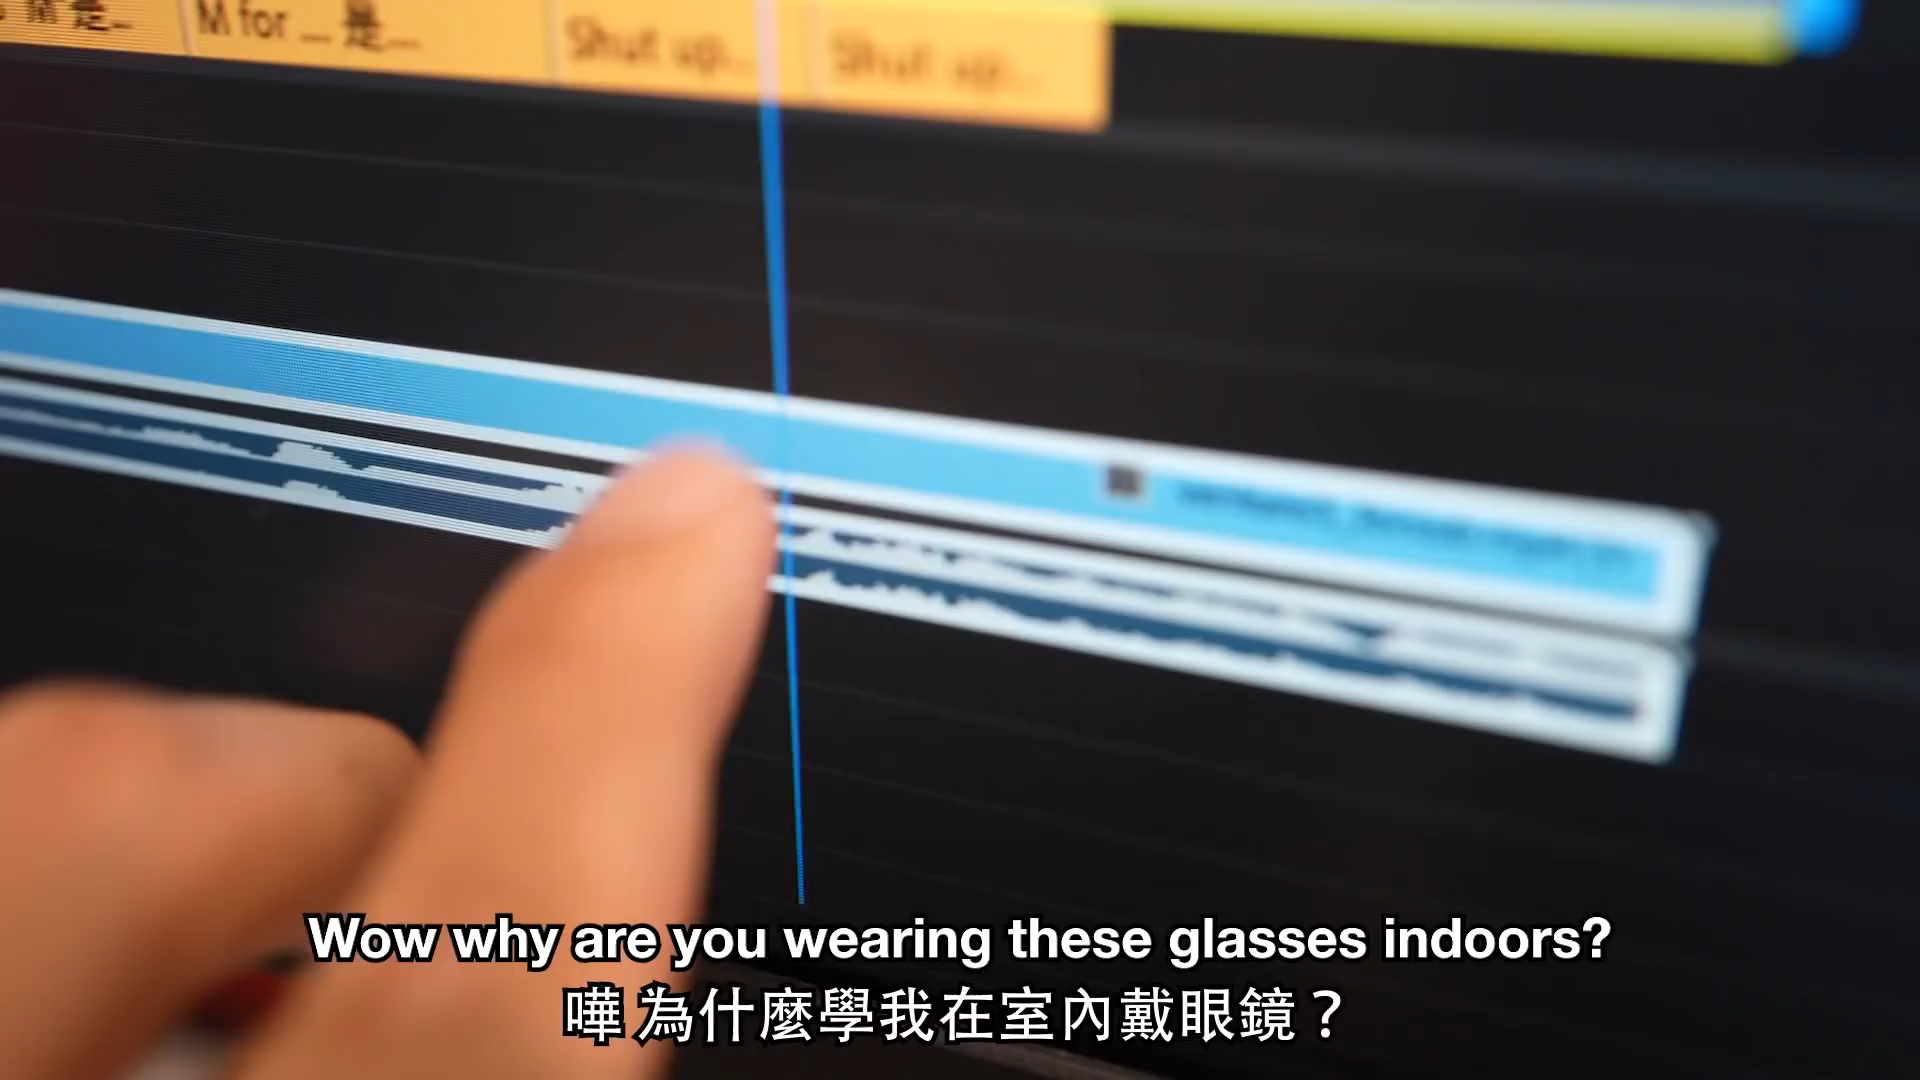 M for _ 是...
Shut up...
Shut up...
Wow why are you wearing these glasses indoors?
嘩 為什麼學我在室內戴眼鏡？